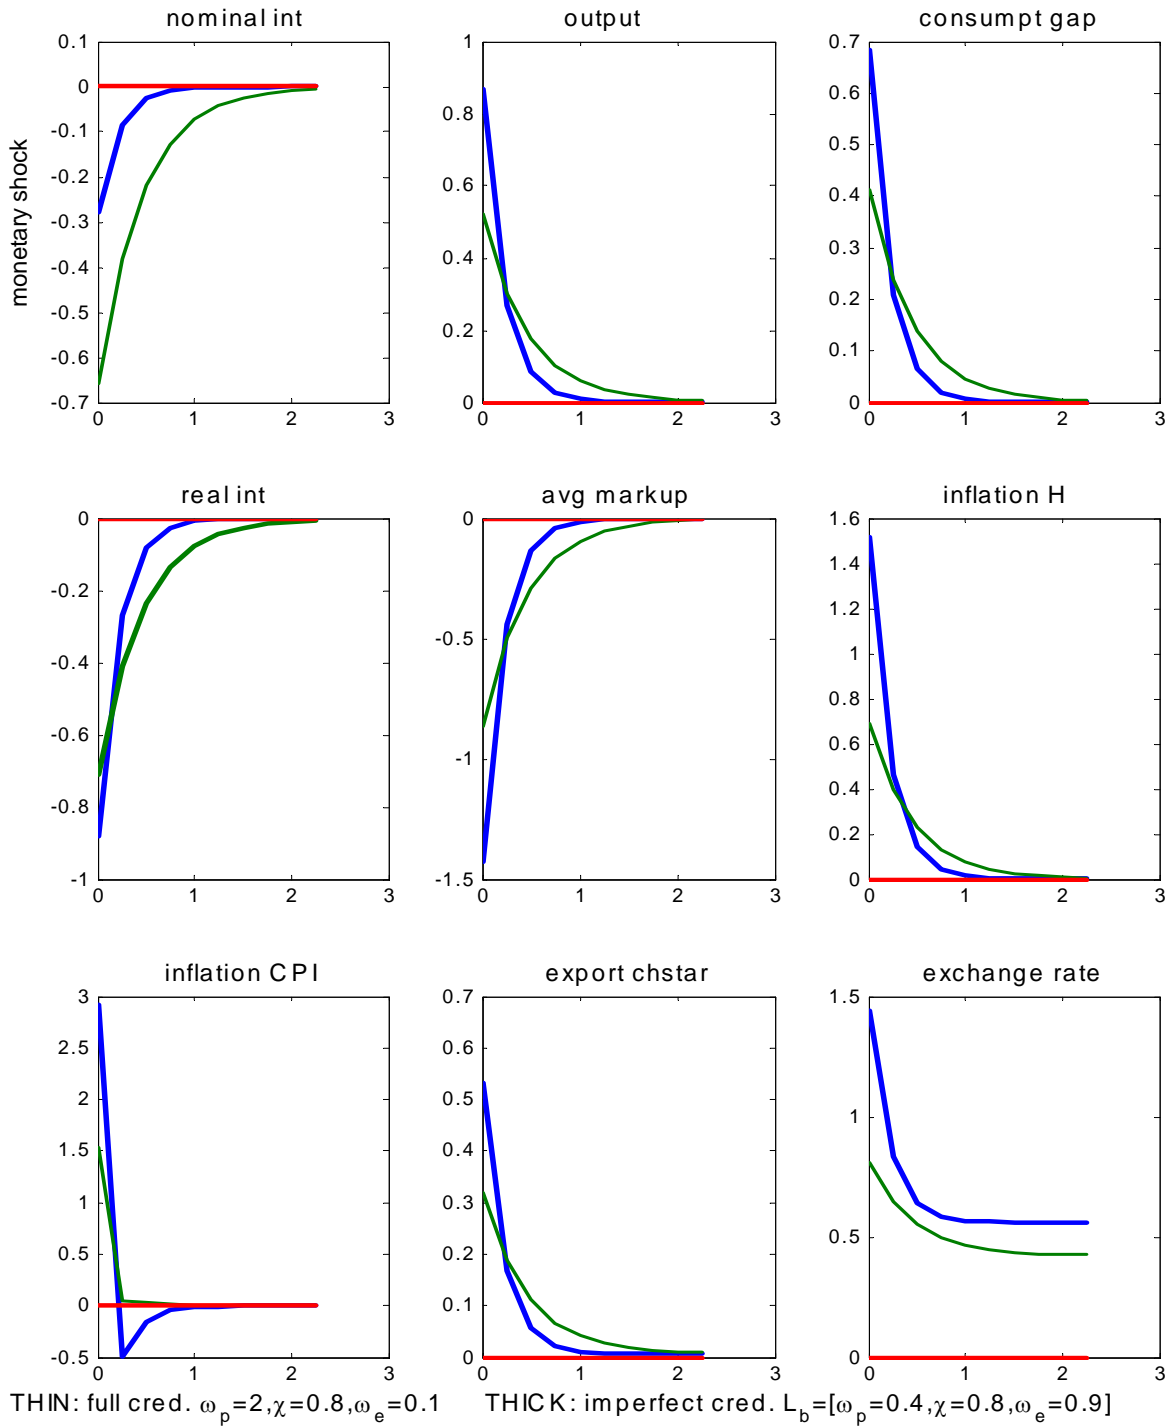 nominal int output consumpt gap
0.1 1 0.7
0 0.8 0.6
-0.1 0.6 0.5
-0.2 0.4 0.4
-0.3 0.2 0.3
-0.4 0 0.2
-0.5 0.1
-0.6 0
-0.7
monetary shock
0 1 2 3 0 1 2 3 0 1 2 3
real int avg markup inflation H
0 0 1.6
-0.2 -0.5 1.4
-0.4 -1 1.2
-0.6 -1.5 1
-0.8 0.8
-1 0.6
0.4
0.2
0
0 1 2 3 0 1 2 3 0 1 2 3
inflation CPI export chstar exchange rate
3 0.7 1.5
2.5 0.6 1
2 0.5 0.5
1.5 0.4 0
1 0.3
0.5 0.2
0 0.1
-0.5 0
0 1 2 3 0 1 2 3 0 1 2 3
THIN: full cred. ω_p=2,χ=0.8,ω_e=0.1 THICK: imperfect cred. L_b=[ω_p=0.4,χ=0.8,ω_e=0.9]